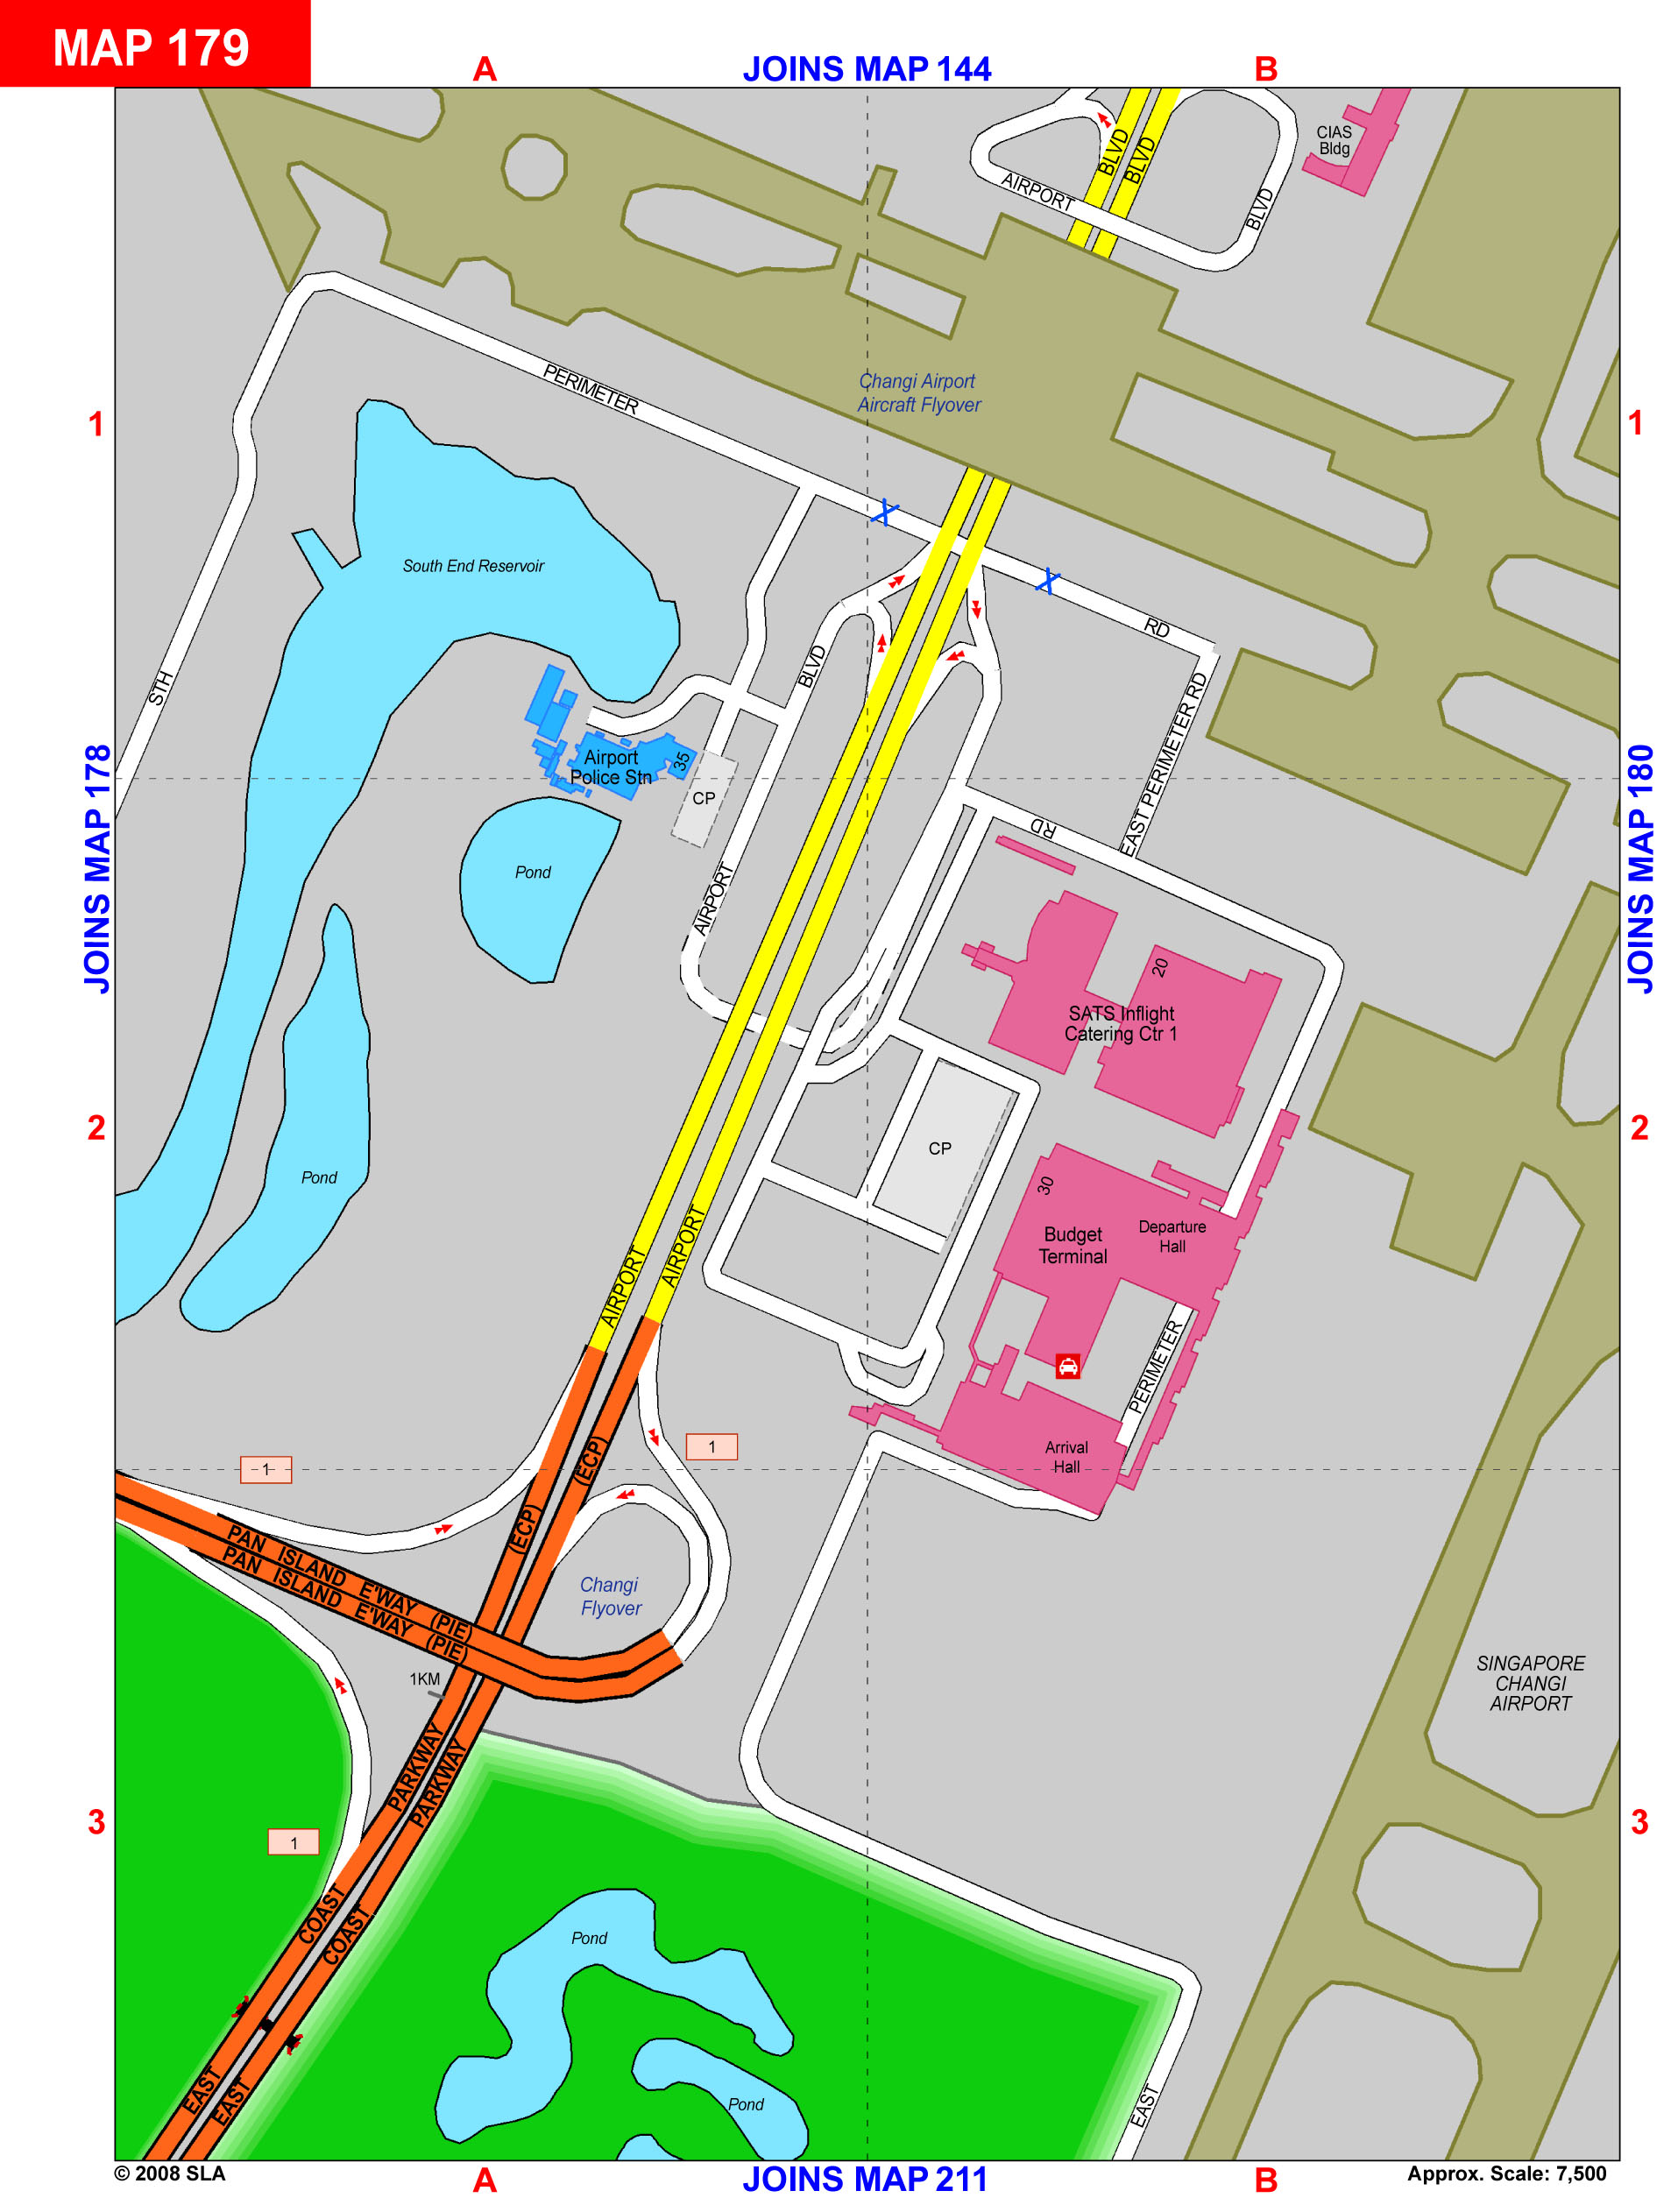 MAP 179
A
JOINS MAP 144
B
CIAS
Bldg
BLVD
BLVD
AIRPORT
BLVD
Changi Airport
Aircraft Flyover
PERIMETER
1
1
South End Reservoir
RD
STH
BLVD
EAST PERIMETER RD
Airport
Police Stn
35
CP
RD
JOINS MAP 178
JOINS MAP 180
Pond
AIRPORT
20
SATS Inflight
Catering Ctr 1
2
2
CP
Pond
30
Budget
Terminal
Departure
Hall
AIRPORT
AIRPORT
PERIMETER
1
1
Arrival
Hall
(ECP)
(ECP)
PAN ISLAND E'WAY (PIE)
PAN ISLAND E'WAY (PIE)
Changi
Flyover
1KM
SINGAPORE
CHANGI
AIRPORT
PARKWAY
PARKWAY
3
3
1
COAST
COAST
Pond
EAST
EAST
Pond
EAST
© 2008 SLA
A
JOINS MAP 211
B
Approx. Scale: 7,500